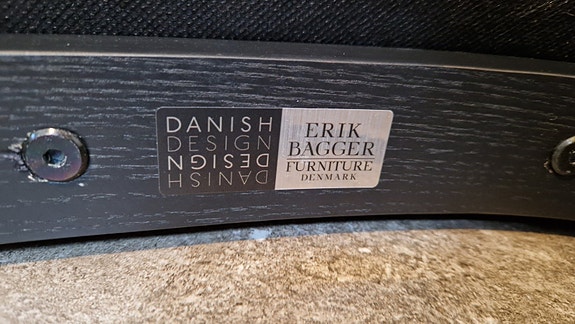 DANISH
DESIGN
DESIGN
DANISH
ERIK
BAGGER
FURNITURE
DENMARK